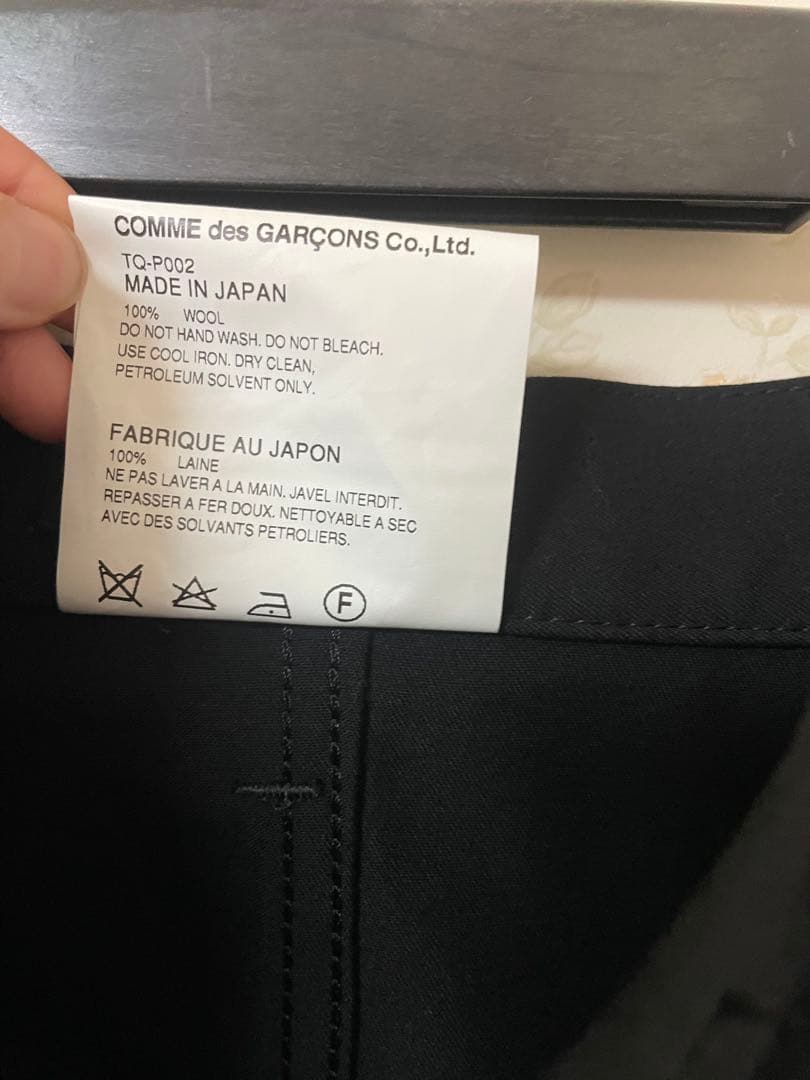 COMME des GARÇONS Co.,Ltd.
TQ-P002
MADE IN JAPAN
100% WOOL
DO NOT HAND WASH. DO NOT BLEACH.
USE COOL IRON. DRY CLEAN,
PETROLEUM SOLVENT ONLY.
FABRIQUE AU JAPON
100% LAINE
NE PAS LAVER A LA MAIN. JAVEL INTERDIT.
REPASSER A FER DOUX. NETTOYABLE A SEC
AVEC DES SOLVANTS PETROLIERS.
F